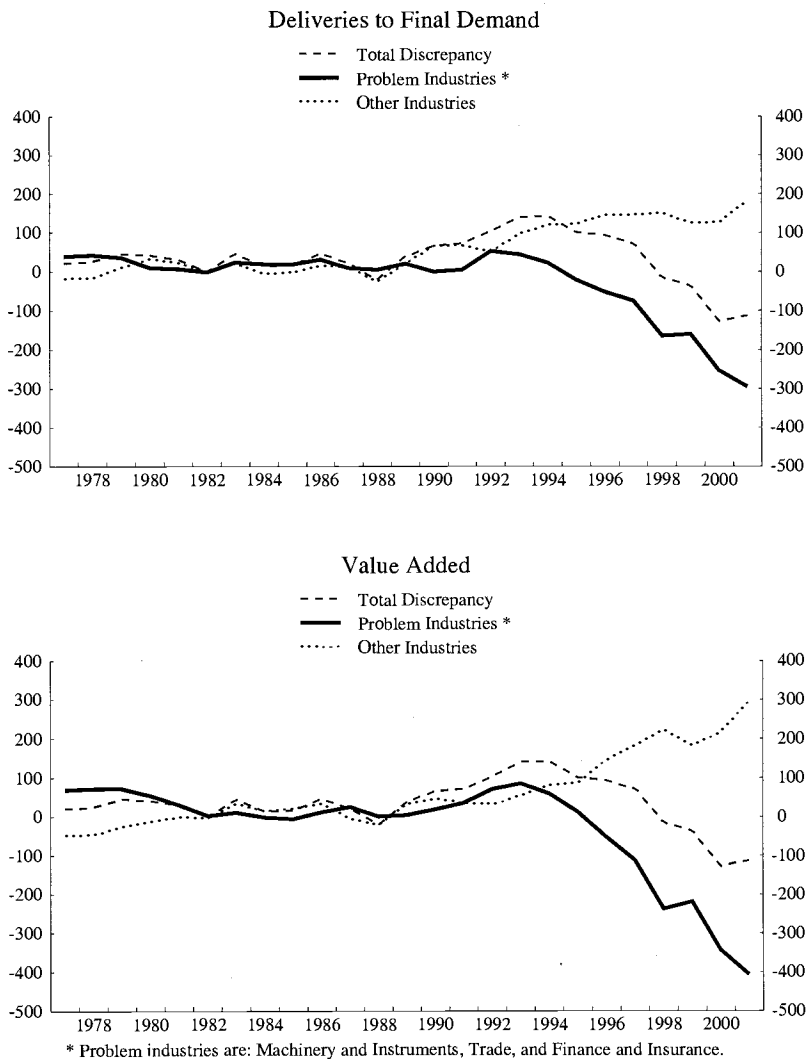 Deliveries to Final Demand
Total Discrepancy
Problem Industries *
Other Industries
400 400
300 300
200 200
100 100
0 0
-100 -100
-200 -200
-300 -300
-400 -400
-500 -500
1978 1980 1982 1984 1986 1988 1990 1992 1994 1996 1998 2000
Value Added
Total Discrepancy
Problem Industries *
Other Industries
400 400
300 300
200 200
100 100
0 0
-100 -100
-200 -200
-300 -300
-400 -400
-500 -500
1978 1980 1982 1984 1986 1988 1990 1992 1994 1996 1998 2000
* Problem industries are: Machinery and Instruments, Trade, and Finance and Insurance.